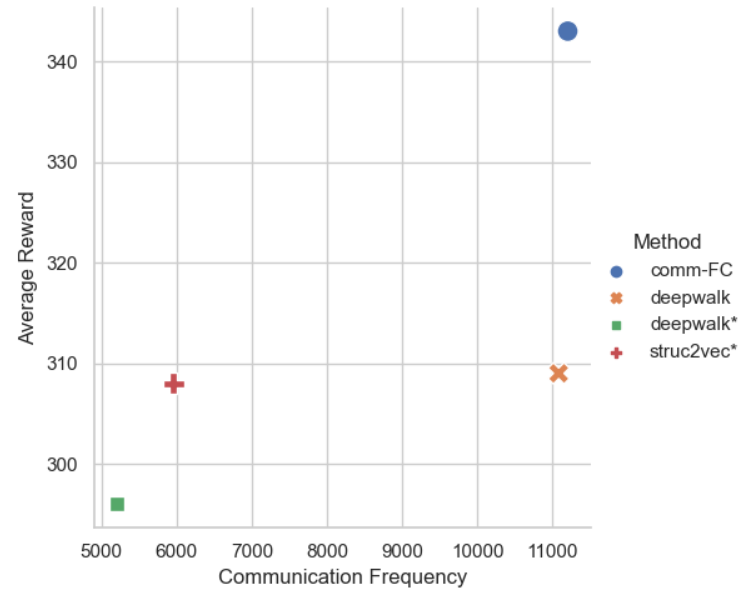 340
330
320
310
300
Average Reward
5000 6000 7000 8000 9000 10000 11000
Communication Frequency
Method
comm-FC
deepwalk
deepwalk*
struc2vec*